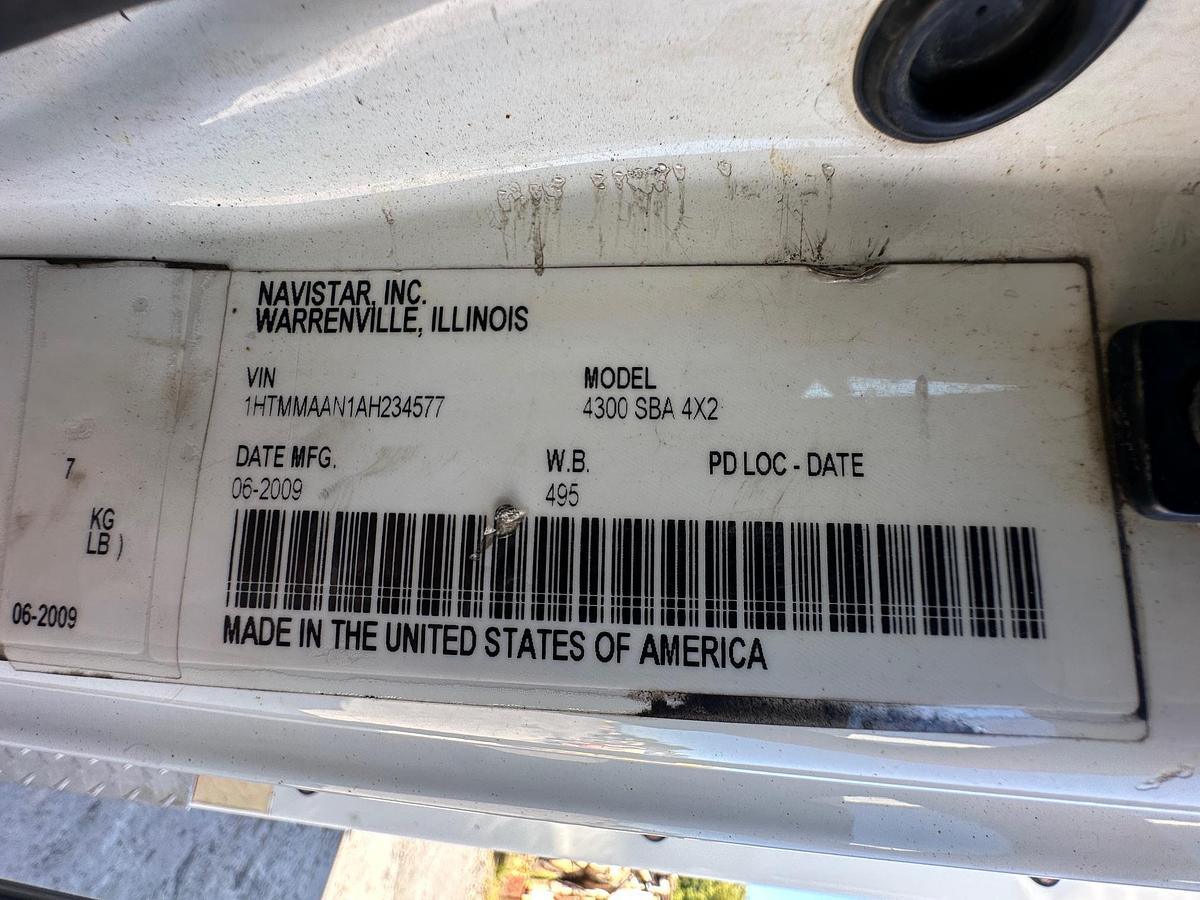 NAVISTAR, INC.
WARRENVILLE, ILLINOIS
VIN MODEL
1HTMMAAN1AH234577 4300 SBA 4X2
DATE MFG. W.B. PD LOC - DATE
06-2009 495
MADE IN THE UNITED STATES OF AMERICA
7
KG
LB )
06-2009